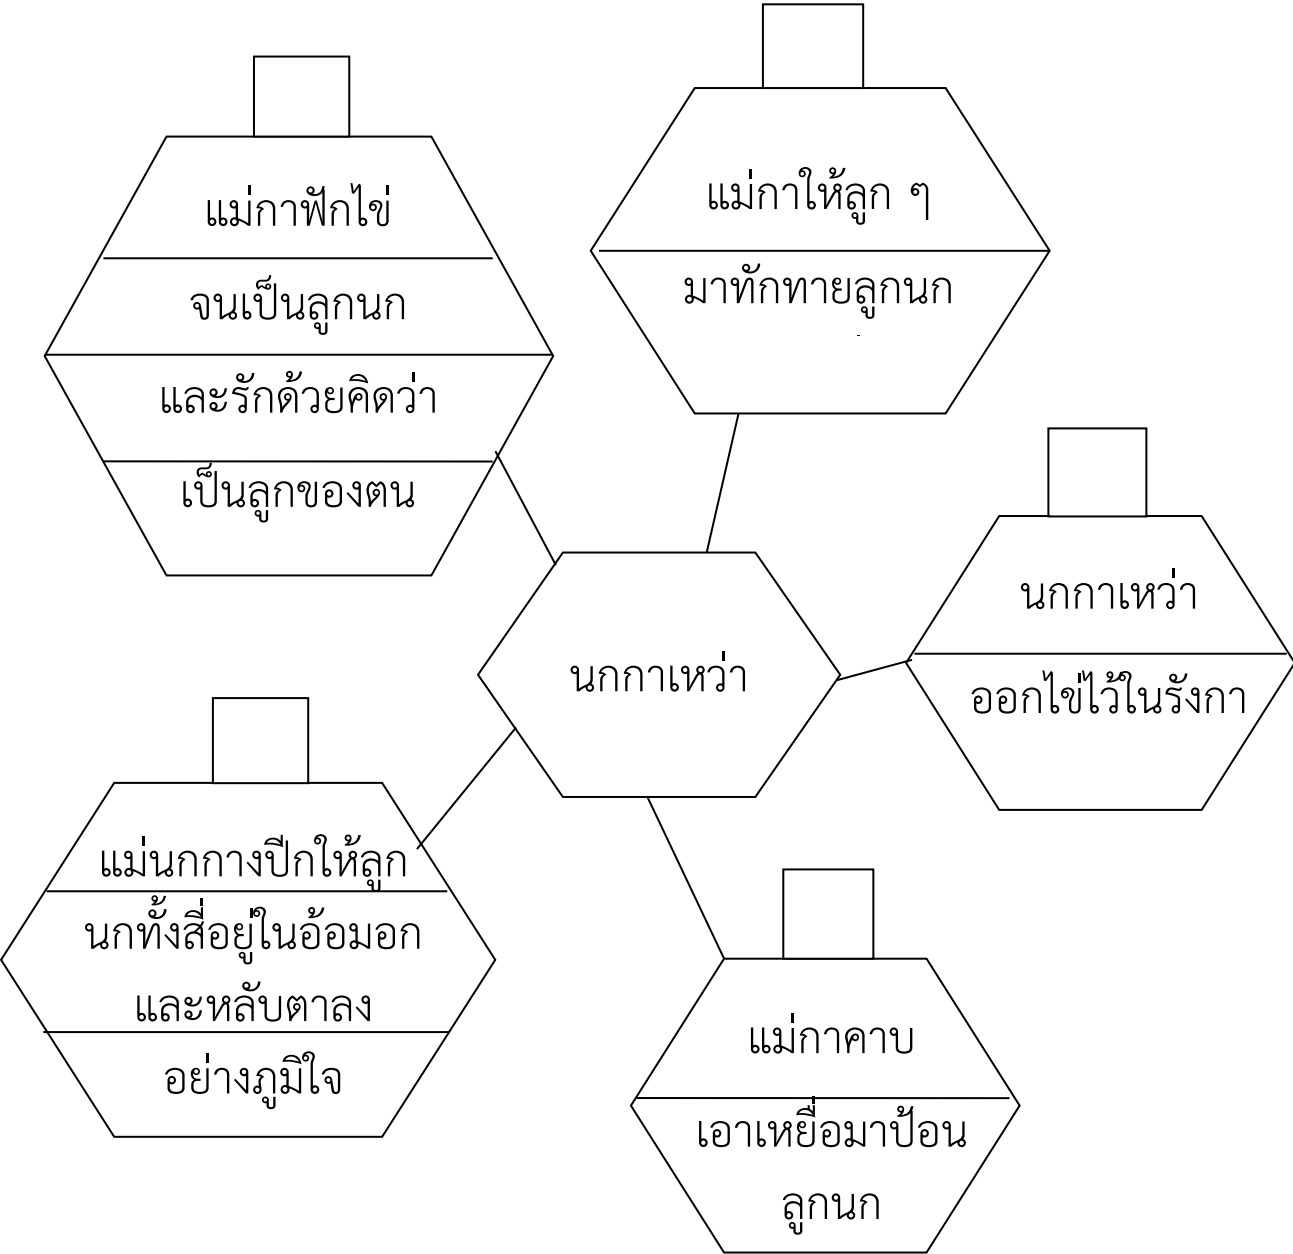 แม่กาฟักไข่
จนเป็นลูกนก
และรักด้วยคิดว่า
เป็นลูกของตน
แม่กาให้ลูก ๆ
มาทักทายลูกนก
นกกาเหว่า
ออกไข่ไว้ในรังกา
นกกาเหว่า
แม่นกกางปีกให้ลูก
นกทั้งสี่อยู่ในอ้อมอก
และหลับตาลง
อย่างภูมิใจ
แม่กาคาบ
เอาเหยื่อมาป้อน
ลูกนก